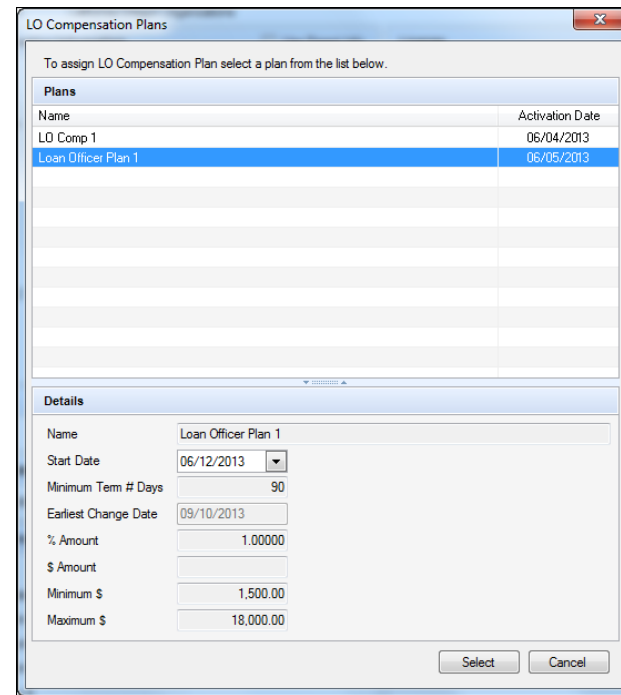 LO Compensation Plans
To assign LO Compensation Plan select a plan from the list below.
Plans
Name Activation Date
LO Comp 1 06/04/2013
Loan Officer Plan 1 06/05/2013
Details
Name Loan Officer Plan 1
Start Date 06/12/2013
Minimum Term # Days 90
Earliest Change Date 09/10/2013
% Amount 1.00000
$ Amount
Minimum $ 1,500.00
Maximum $ 18,000.00
Select Cancel